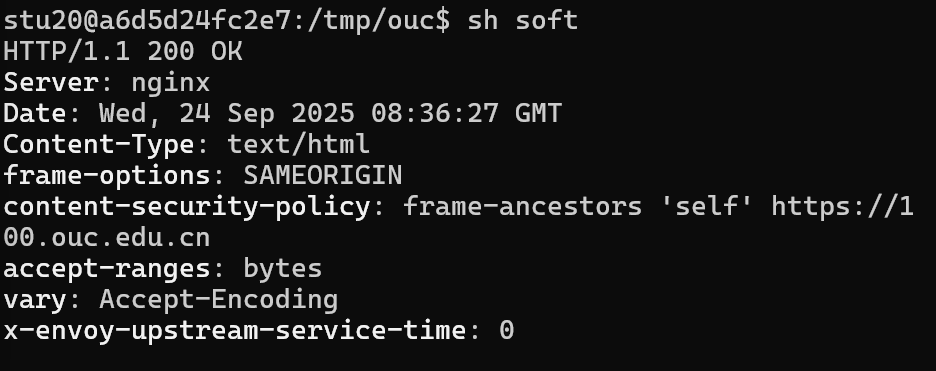 stu20@a6d5d24fc2e7:/tmp/ouc$ sh soft
HTTP/1.1 200 OK
Server: nginx
Date: Wed, 24 Sep 2025 08:36:27 GMT
Content-Type: text/html
frame-options: SAMEORIGIN
content-security-policy: frame-ancestors 'self' https://1
00.ouc.edu.cn
accept-ranges: bytes
vary: Accept-Encoding
x-envoy-upstream-service-time: 0